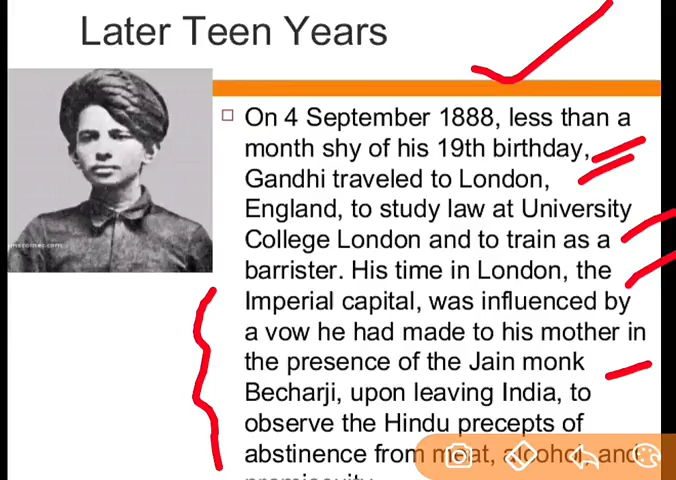 Later Teen Years
On 4 September 1888, less than a
month shy of his 19th birthday,
Gandhi traveled to London,
England, to study law at University
College London and to train as a
barrister. His time in London, the
Imperial capital, was influenced by
a vow he had made to his mother in
the presence of the Jain monk
Becharji, upon leaving India, to
observe the Hindu precepts of
abstinence from meat, alcohol, and